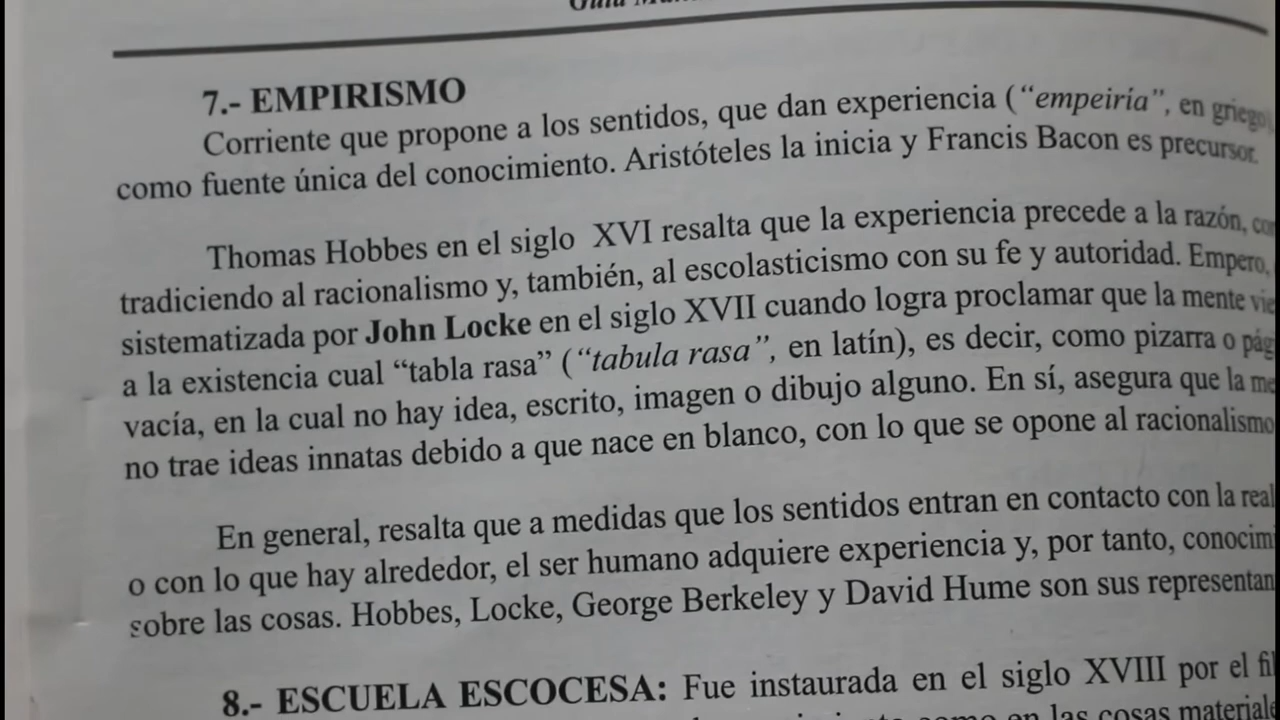 7.- EMPIRISMO
Corriente que propone a los sentidos, que dan experiencia (“empeiría”, en griego),
como fuente única del conocimiento. Aristóteles la inicia y Francis Bacon es precursor.
Thomas Hobbes en el siglo XVI resalta que la experiencia precede a la razón, con
tradiciendo al racionalismo y, también, al escolasticismo con su fe y autoridad. Empero,
sistematizada por John Locke en el siglo XVII cuando logra proclamar que la mente vie
a la existencia cual “tabla rasa” (“tabula rasa”, en latín), es decir, como pizarra o pág
vacía, en la cual no hay idea, escrito, imagen o dibujo alguno. En sí, asegura que la me
no trae ideas innatas debido a que nace en blanco, con lo que se opone al racionalismo
En general, resalta que a medidas que los sentidos entran en contacto con la real
o con lo que hay alrededor, el ser humano adquiere experiencia y, por tanto, conocim
sobre las cosas. Hobbes, Locke, George Berkeley y David Hume son sus representan
8.- ESCUELA ESCOCESA: Fue instaurada en el siglo XVIII por el fil
como en las cosas materiale